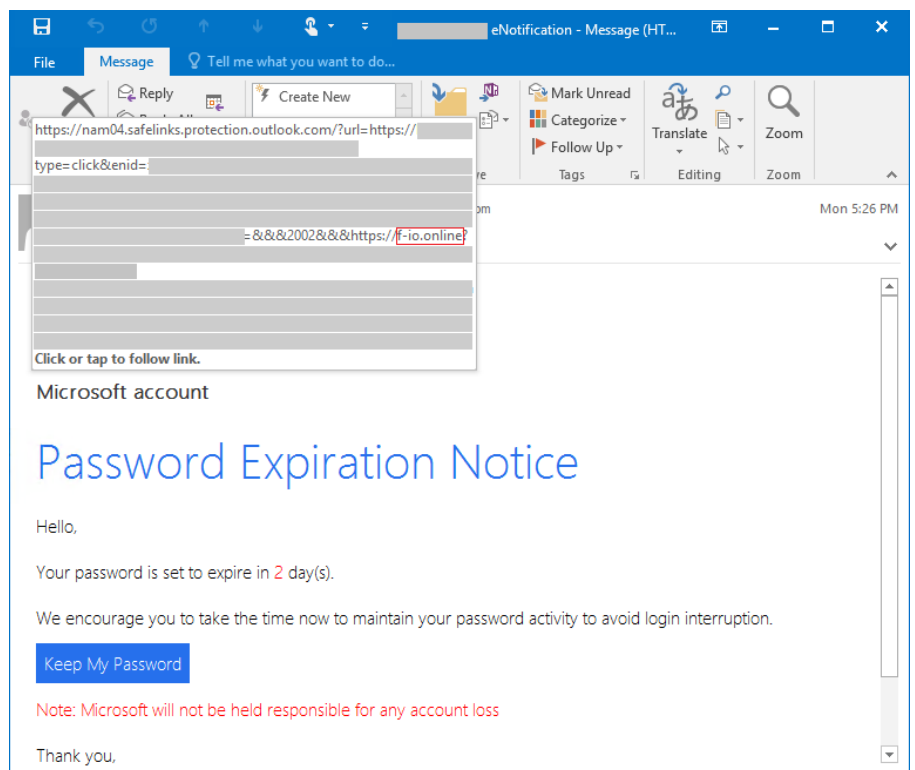 eNotification - Message (HT...
File Message Tell me what you want to do...
Reply
Create New
Mark Unread
Categorize
Follow Up
Translate
Zoom
Tags Editing Zoom
https://nam04.safelinks.protection.outlook.com/?url=https://
type=click&enid=
=&&&2002&&&https://f-io.online?
Click or tap to follow link.
Mon 5:26 PM
Microsoft account
Password Expiration Notice
Hello,
Your password is set to expire in 2 day(s).
We encourage you to take the time now to maintain your password activity to avoid login interruption.
Keep My Password
Note: Microsoft will not be held responsible for any account loss
Thank you,